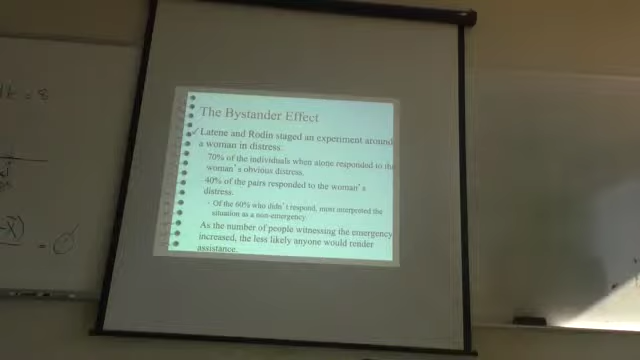 The Bystander Effect
✓ Latene and Rodin staged an experiment around
a woman in distress:
70% of the individuals when alone responded to the
woman's obvious distress.
40% of the pairs responded to the woman's
distress.
- Of the 60% who didn't respond, most interpreted the
situation as a non-emergency
As the number of people witnessing the emergency
increased, the less likely anyone would render
assistance.
= 8
=